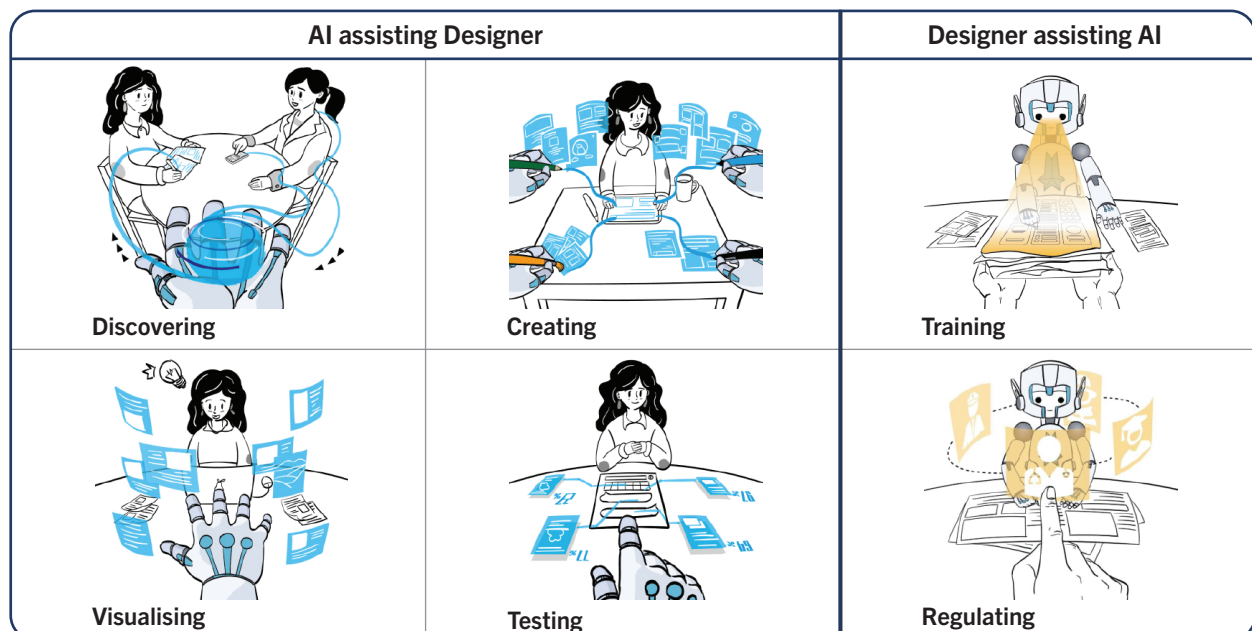 AI assisting Designer
Designer assisting AI
Discovering
Creating
Training
Visualising
Testing
Regulating